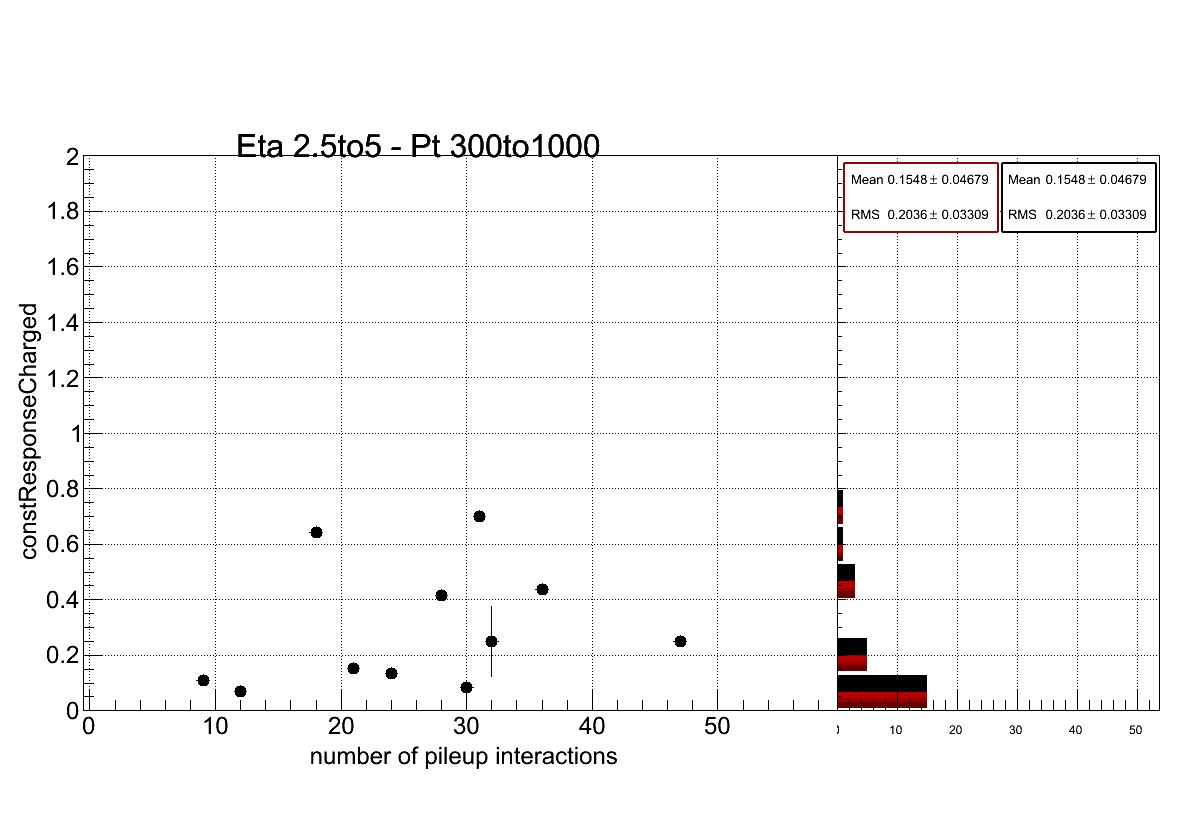 Eta 2.5to5 - Pt 300to1000
constResponseCharged
2
1.8
1.6
1.4
1.2
1
0.8
0.6
0.4
0.2
0
0 10 20 30 40 50
number of pileup interactions
Mean 0.1548 ± 0.04679
RMS 0.2036 ± 0.03309
Mean 0.1548 ± 0.04679
RMS 0.2036 ± 0.03309
0 10 20 30 40 50